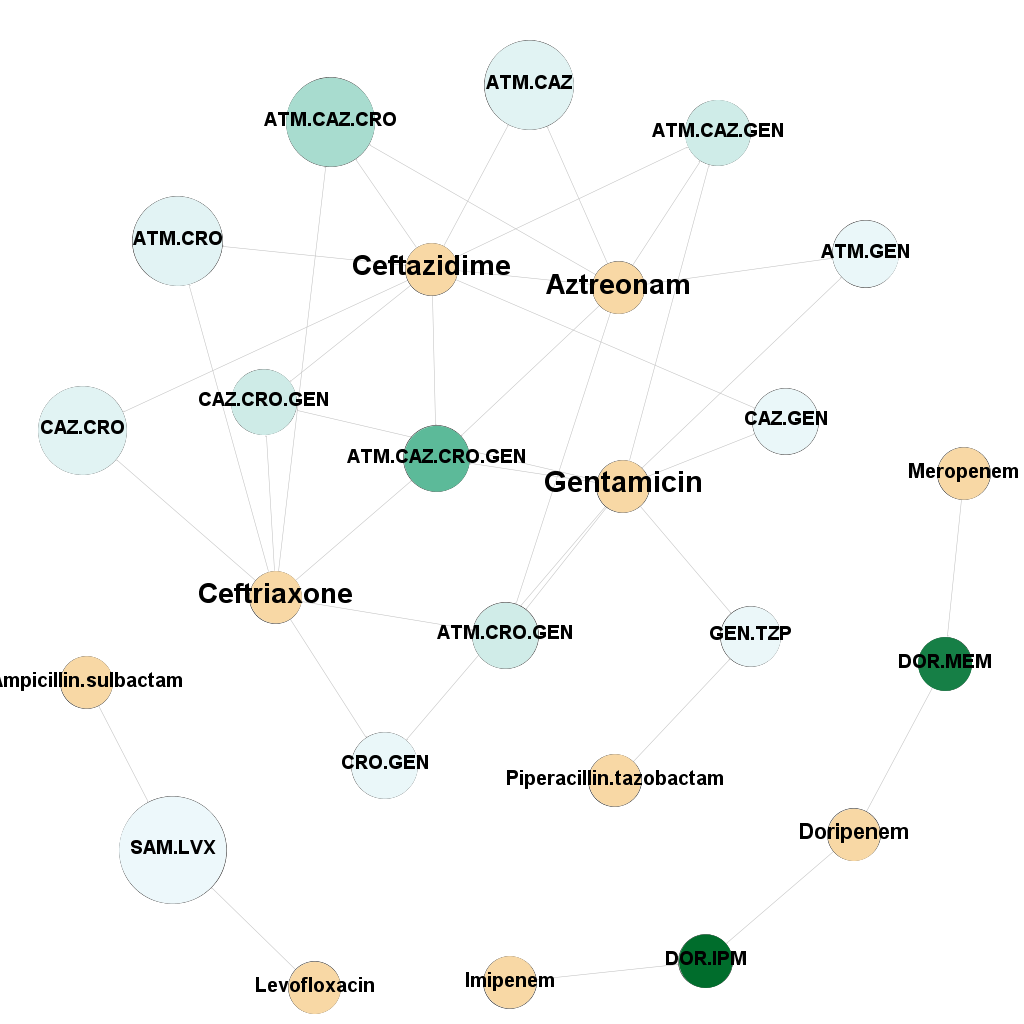 ATM.CAZ
ATM.CAZ.CRO
ATM.CAZ.GEN
ATM.CRO
ATM.GEN
Ceftazidime
Aztreonam
CAZ.CRO.GEN
CAZ.GEN
CAZ.CRO
ATM.CAZ.CRO.GEN
Meropenem
Gentamicin
Ceftriaxone
ATM.CRO.GEN
GEN.TZP
DOR.MEM
Ampicillin.sulbactam
CRO.GEN
Piperacillin.tazobactam
Doripenem
SAM.LVX
DOR.IPM
Imipenem
Levofloxacin